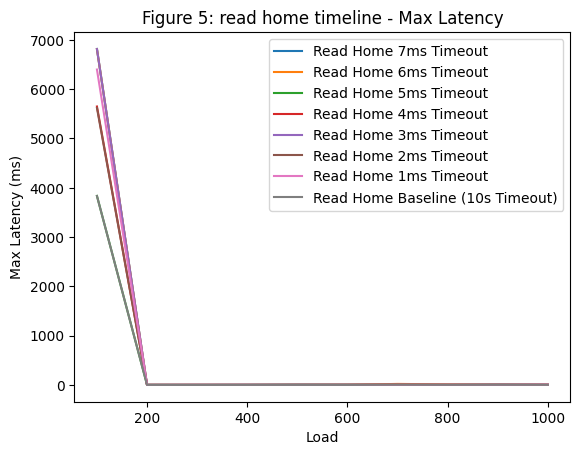 Figure 5: read home timeline - Max Latency
7000
6000
5000
4000
3000
2000
1000
0
Max Latency (ms)
Read Home 7ms Timeout
Read Home 6ms Timeout
Read Home 5ms Timeout
Read Home 4ms Timeout
Read Home 3ms Timeout
Read Home 2ms Timeout
Read Home 1ms Timeout
Read Home Baseline (10s Timeout)
200 400 600 800 1000
Load